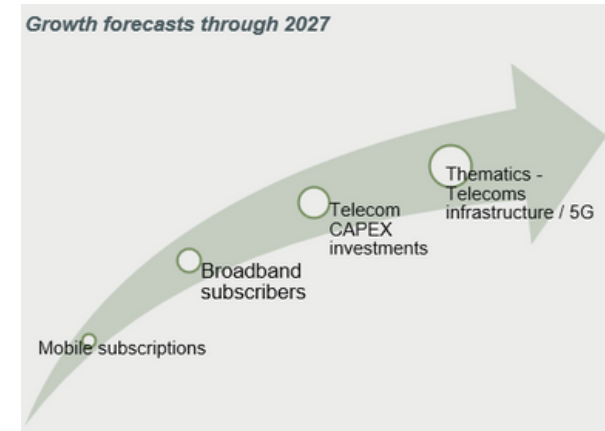 Growth forecasts through 2027
Thematics -
Telecoms
infrastructure / 5G
Telecom
CAPEX
investments
Broadband
subscribers
Mobile subscriptions